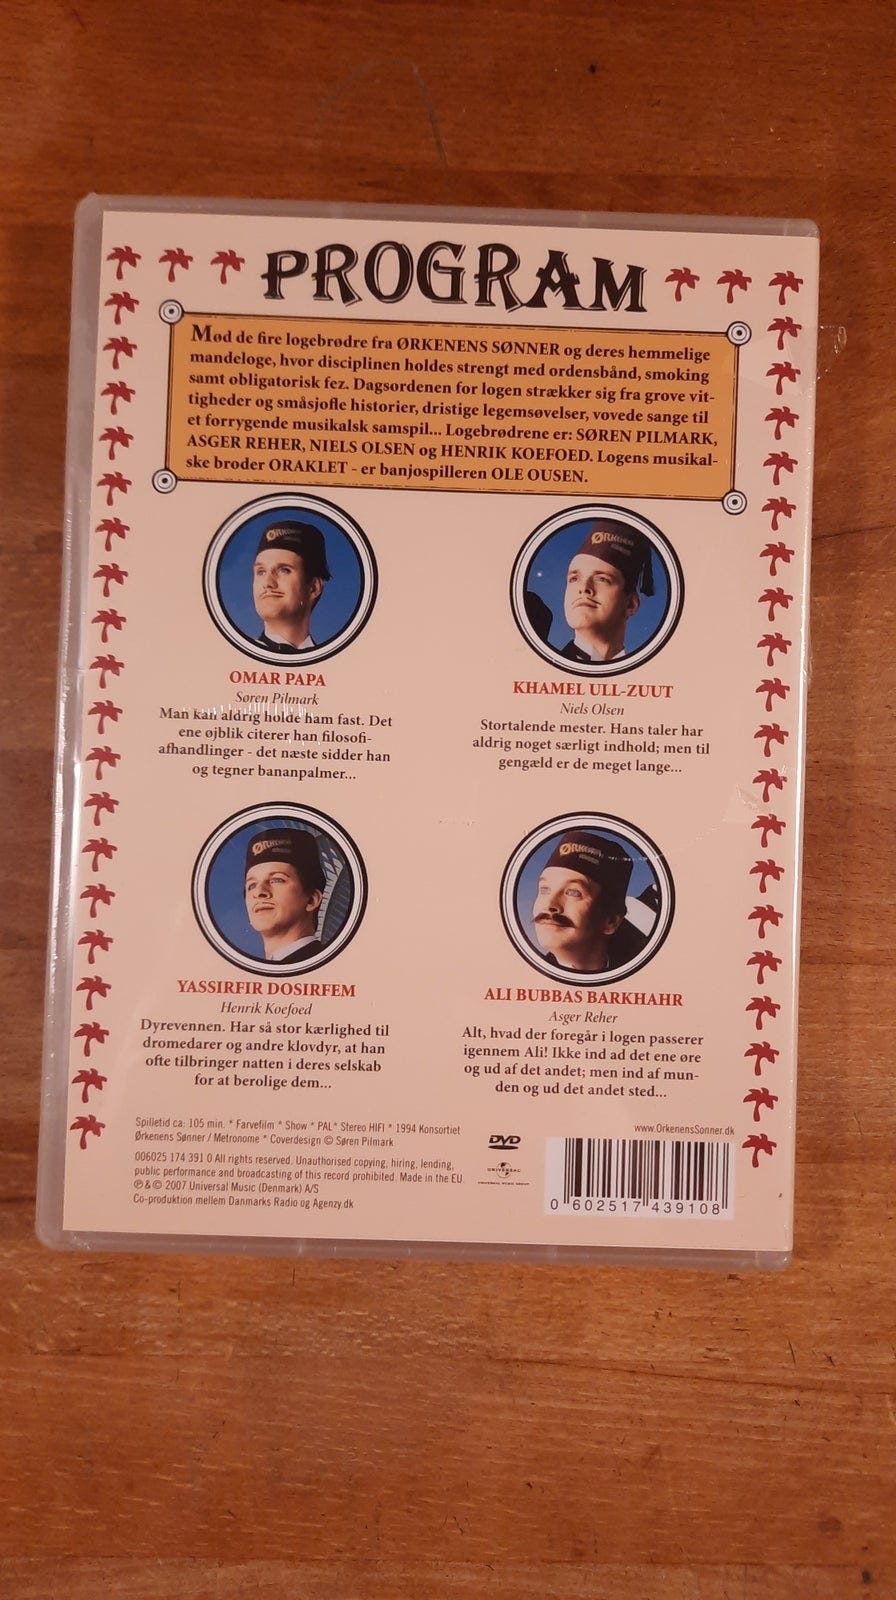 PROGRAM
Mød de fire logebrødre fra ØRKENENS SØNNER og deres hemmelige
mandeloge, hvor disciplinen holdes strengt med ordensbånd, smoking
samt obligatorisk fez. Dagsordenen for logen strækker sig fra grove vit-
tigheder og småsjofle historier, dristige legemsøvelser, vovede sange til
et forrygende musikalsk samspil... Logebrødrene er: SØREN PILMARK,
ASGER REHER, NIELS OLSEN og HENRIK KOEFOED. Logens musikal-
ske broder ORAKLET - er banjospilleren OLE OUSEN.
OMAR PAPA
Søren Pilmark
Man kan aldrig holde ham fast. Det
ene øjblik citerer han filosofi-
afhandlinger - det næste sidder han
og tegner bananpalmer...
KHAMEL ULL-ZUUT
Niels Olsen
Stortalende mester. Hans taler har
aldrig noget særligt indhold; men til
gengæld er de meget lange...
YASSIRFIR DOSIRFEM
Henrik Koefoed
Dyrevennen. Har så stor kærlighed til
dromedarer og andre klovdyr, at han
ofte tilbringer natten i deres selskab
for at berolige dem...
ALI BUBBAS BARKHAHR
Asger Reher
Alt, hvad der foregår i logen passerer
igennem Ali! Ikke ind ad det ene øre
og ud af det andet; men ind af mun-
den og ud det andet sted...
Spilletid ca: 105 min. * Farvefilm * Show * PAL* Stereo HIFI * 1994 Konsortiet
Ørkenens Sønner / Metronome * Coverdesign © Søren Pilmark
006025 174 391 0 All rights reserved. Unauthorised copying, hiring, lending,
public performance and broadcasting of this record prohibited. Made in the EU.
℗ & © 2007 Universal Music (Denmark) A/S
Co-produktion mellem Danmarks Radio og Agenzy.dk
DVD
UNIVERSAL
UNIVERSAL MUSIC GROUP
www.OrkenensSonner.dk
0 602517 439108